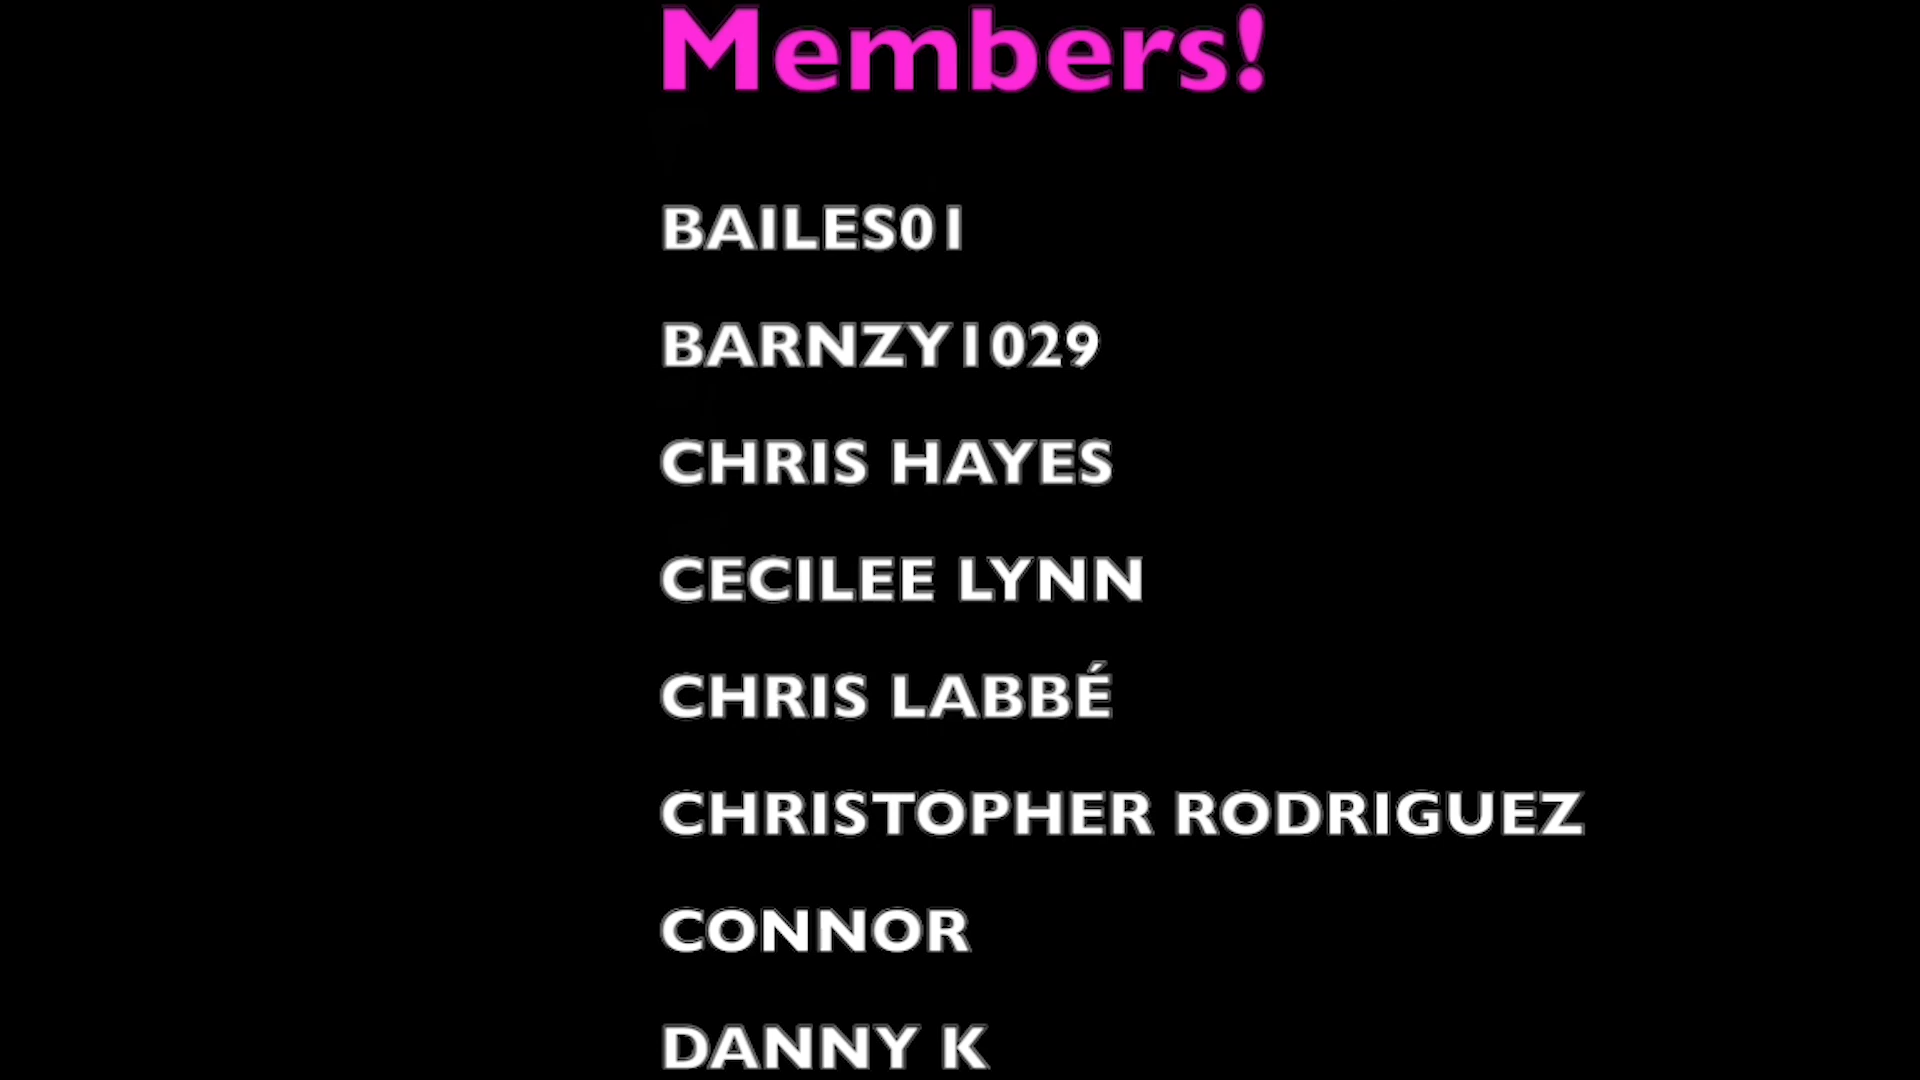 Members!
BAILES01
BARNZY1029
CHRIS HAYES
CECILEE LYNN
CHRIS LABBÉ
CHRISTOPHER RODRIGUEZ
CONNOR
DANNY K